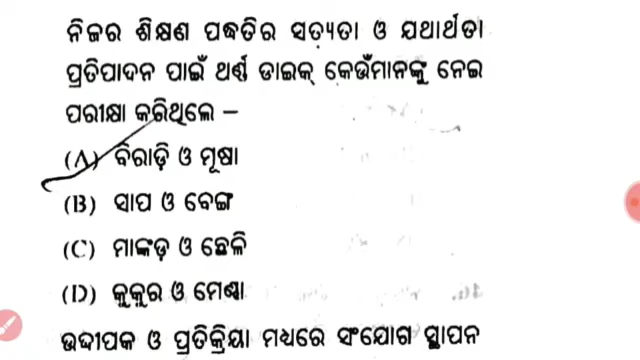 ନିଜର ଶିକ୍ଷଣ ପଦ୍ଧତିର ସତ୍ୟତା ଓ ଯଥାର୍ଥତା
ପ୍ରତିପାଦନ ପାଇଁ ଥର୍ଣ୍ଣ ଡାଇକ୍ କେଉଁମାନଙ୍କୁ ନେଇ
ପରୀକ୍ଷା କରିଥିଲେ –
(A) ବିରାଡ଼ି ଓ ମୂଷା
(B) ସାପ ଓ ବେଙ୍ଗ
(C) ମାଙ୍କଡ଼ ଓ ଛେଳି
(D) କୁକୁର ଓ ମେଣ୍ଢା
ଉଦ୍ଦୀପକ ଓ ପ୍ରତିକ୍ରିୟା ମଧ୍ୟରେ ସଂଯୋଗ ସ୍ଥାପନ